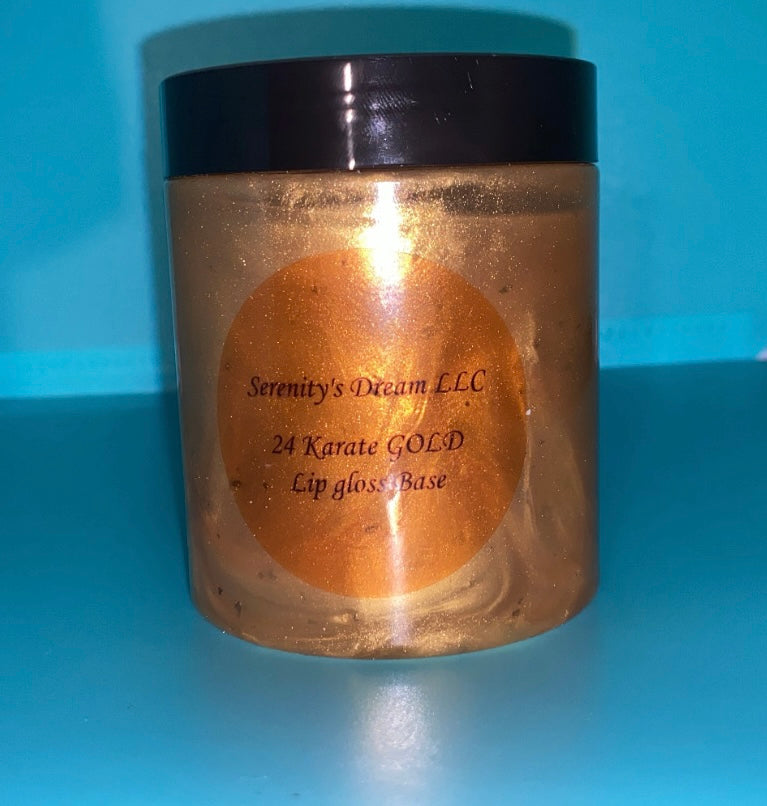 Serenity's Dream LLC
24 Karate GOLD
Lip gloss Base